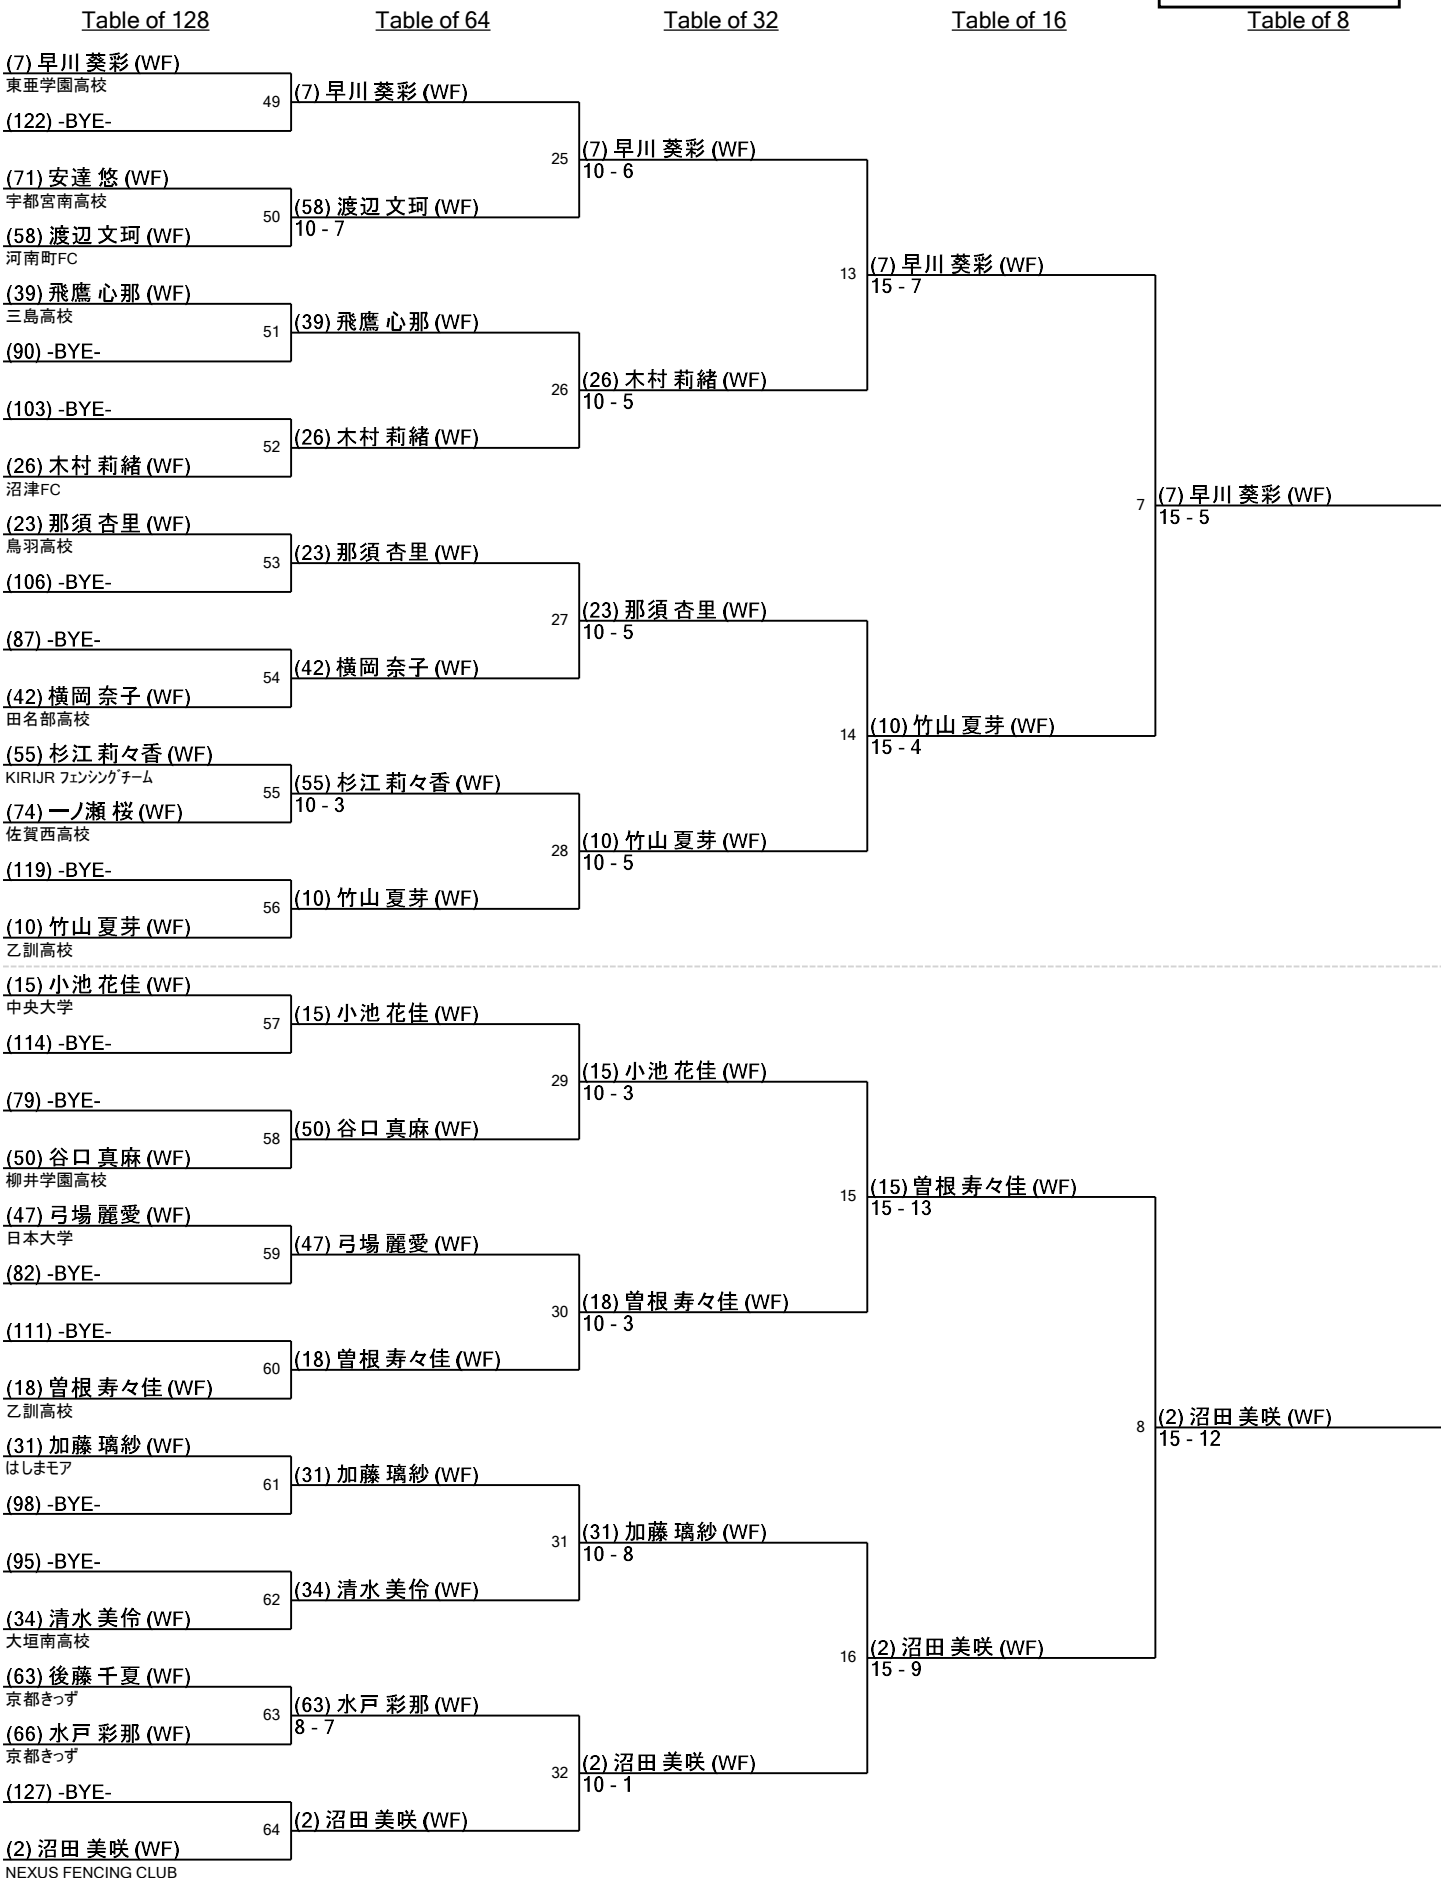 Table of 128
Table of 64
Table of 32
Table of 16
Table of 8
(7) 早川 葵彩 (WF)
東亜学園高校
49
(122) -BYE-
(71) 安達 悠 (WF)
宇都宮南高校
50
(58) 渡辺 文珂 (WF)
河南町FC
(39) 飛鷹 心那 (WF)
三島高校
51
(90) -BYE-
(103) -BYE-
52
(26) 木村 莉緒 (WF)
沼津FC
(23) 那須 杏里 (WF)
鳥羽高校
53
(106) -BYE-
(87) -BYE-
54
(42) 横岡 奈子 (WF)
田名部高校
(55) 杉江 莉々香 (WF)
KIRIJR フェンシングチーム
55
(74) 一ノ瀬 桜 (WF)
佐賀西高校
(119) -BYE-
56
(10) 竹山 夏芽 (WF)
乙訓高校
(15) 小池 花佳 (WF)
中央大学
57
(114) -BYE-
(79) -BYE-
58
(50) 谷口 真麻 (WF)
柳井学園高校
(47) 弓場 麗愛 (WF)
日本大学
59
(82) -BYE-
(111) -BYE-
60
(18) 曽根 寿々佳 (WF)
乙訓高校
(31) 加藤 璃紗 (WF)
はしまモア
61
(98) -BYE-
(95) -BYE-
62
(34) 清水 美伶 (WF)
大垣南高校
(63) 後藤 千夏 (WF)
京都きっず
63
(66) 水戸 彩那 (WF)
京都きっず
(127) -BYE-
64
(2) 沼田 美咲 (WF)
NEXUS FENCING CLUB
(7) 早川 葵彩 (WF)
25
(58) 渡辺 文珂 (WF)
10 - 7
(39) 飛鷹 心那 (WF)
26
(26) 木村 莉緒 (WF)
(23) 那須 杏里 (WF)
27
(42) 横岡 奈子 (WF)
(55) 杉江 莉々香 (WF)
10 - 3
28
(10) 竹山 夏芽 (WF)
(15) 小池 花佳 (WF)
29
(50) 谷口 真麻 (WF)
(47) 弓場 麗愛 (WF)
30
(18) 曽根 寿々佳 (WF)
(31) 加藤 璃紗 (WF)
31
(34) 清水 美伶 (WF)
(63) 水戸 彩那 (WF)
8 - 7
32
(2) 沼田 美咲 (WF)
(7) 早川 葵彩 (WF)
10 - 6
13
(26) 木村 莉緒 (WF)
10 - 5
(23) 那須 杏里 (WF)
10 - 5
14
(10) 竹山 夏芽 (WF)
10 - 5
(15) 小池 花佳 (WF)
10 - 3
15
(18) 曽根 寿々佳 (WF)
10 - 3
(31) 加藤 璃紗 (WF)
10 - 8
16
(2) 沼田 美咲 (WF)
10 - 1
(7) 早川 葵彩 (WF)
15 - 7
7
(10) 竹山 夏芽 (WF)
15 - 4
(15) 曽根 寿々佳 (WF)
15 - 13
8
(2) 沼田 美咲 (WF)
15 - 9
(7) 早川 葵彩 (WF)
15 - 5
(2) 沼田 美咲 (WF)
15 - 12